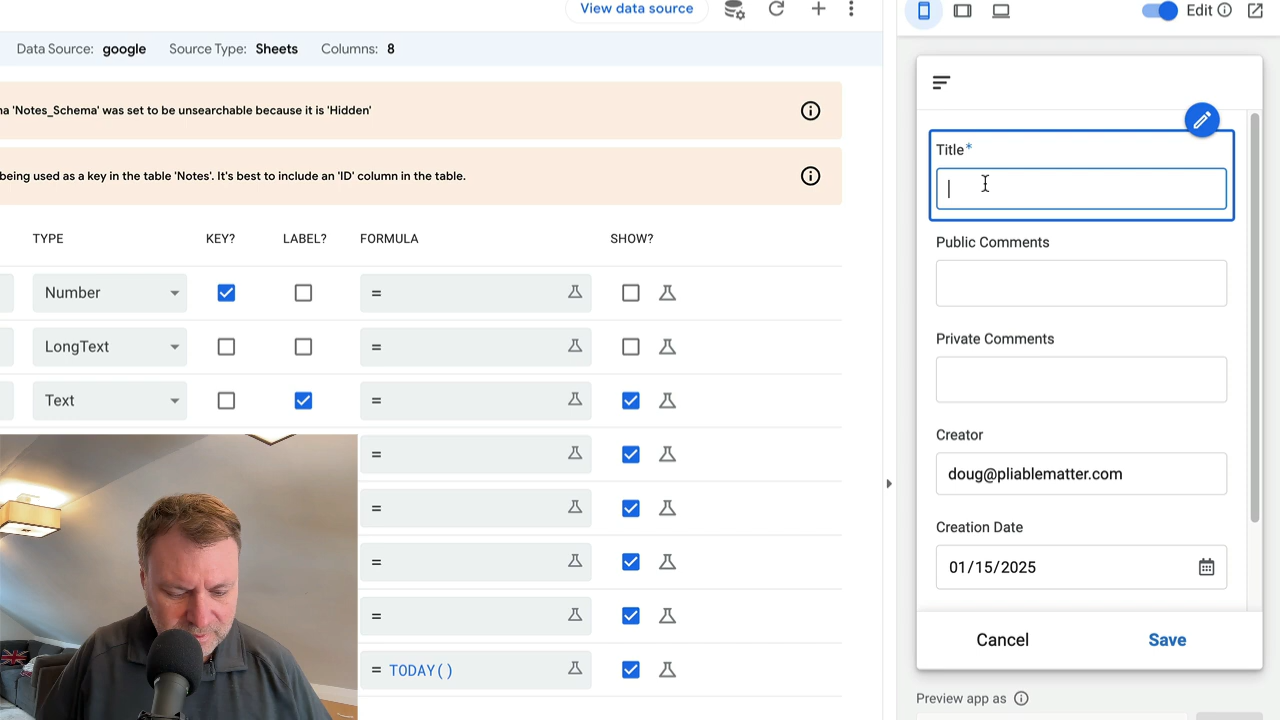 View data source
Edit
Data Source: google Source Type: Sheets Columns: 8
na 'Notes_Schema' was set to be unsearchable because it is 'Hidden'
being used as a key in the table 'Notes'. It's best to include an 'ID' column in the table.
TYPE KEY? LABEL? FORMULA SHOW?
Number =
LongText =
Text =
=
=
=
=
= TODAY()
Title*
Public Comments
Private Comments
Creator
doug@pliablematter.com
Creation Date
01/15/2025
Cancel Save
Preview app as